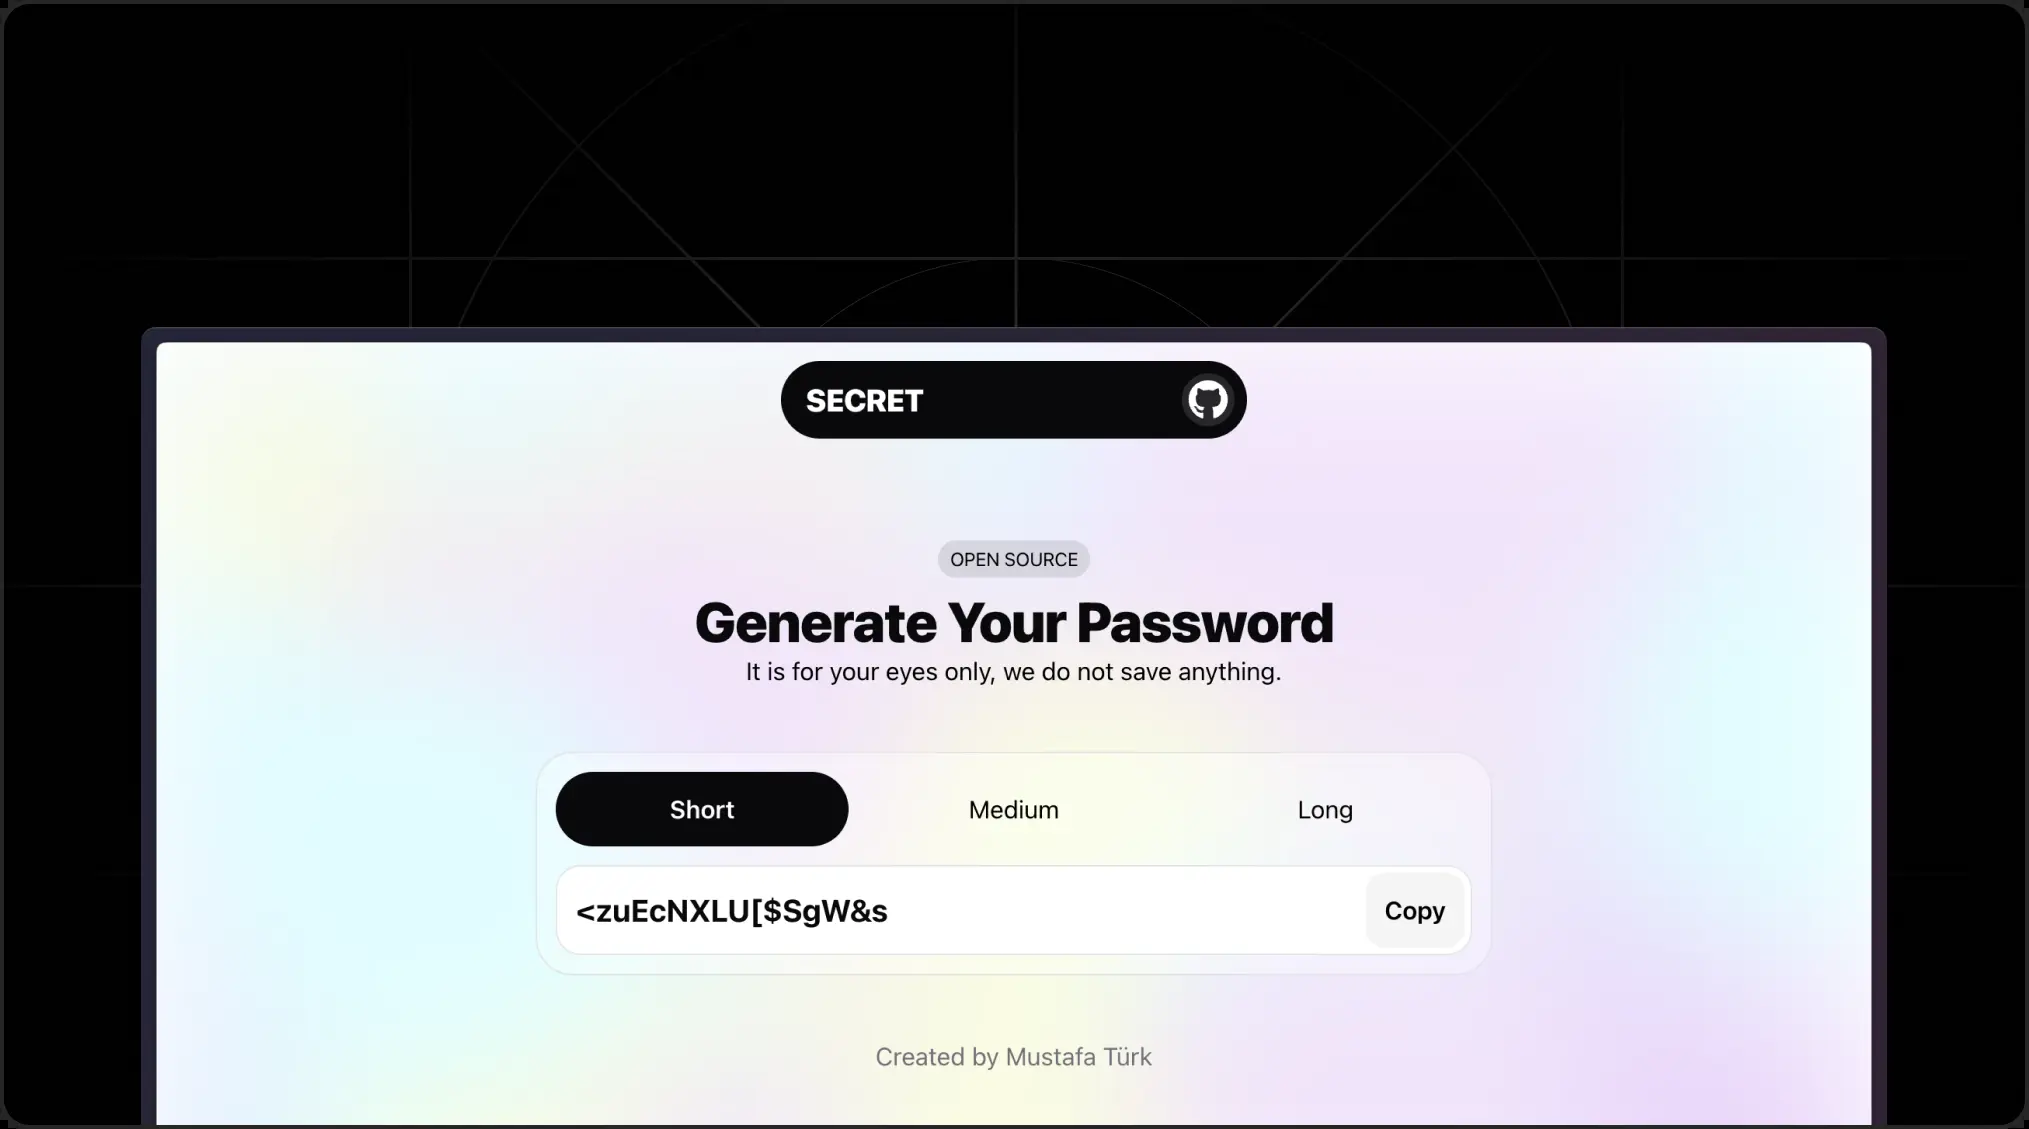 SECRET
OPEN SOURCE
Generate Your Password
It is for your eyes only, we do not save anything.
Short Medium Long
<zuEcNXLU[$SgW&s Copy
Created by Mustafa Türk